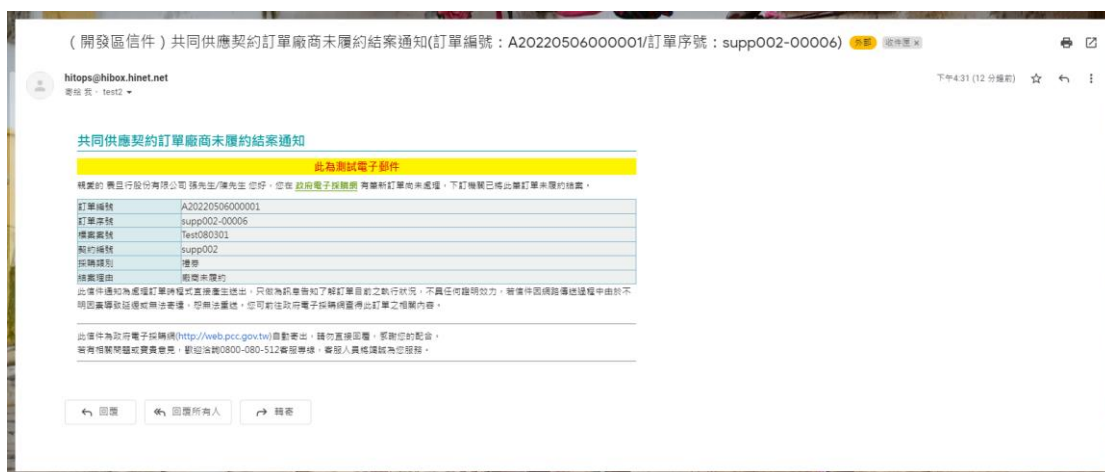 (開發區信件)共同供應契約訂單廠商未履約結案通知(訂單編號:A20220506000001/訂單序號:supp002-00006) 外部 收件匣 x
hitops@hibox.hinet.net
寄給 我、test2
下午4:31 (12 分鐘前)
共同供應契約訂單廠商未履約結案通知
此為測試電子郵件
親愛的 義旦行股份有限公司 張先生/陳先生 您好,您在 政府電子採購網 有筆新訂單尚未處理,下訂機關已將此筆訂單未履約結案。
訂單編號 A20220506000001
訂單序號 supp002-00006
標案案號 Test080301
契約編號 supp002
採購類別 禮券
結案理由 廠商未履約
此信件通知為處理訂單時程式直接產生送出,只做為訊息告知了解訂單目前之執行狀況,不具任何證明效力,若信件因網路傳送過程中由於不
明因素導致延遲或無法寄達,恕無法重送,您可前往政府電子採購網查得此訂單之相關內容。
此信件為政府電子採購網(http://web.pcc.gov.tw)自動寄出,請勿直接回覆,感謝您的配合。
若有相關問題或寶貴意見,歡迎洽詢0800-080-512客服專線,客服人員將竭誠為您服務。
回覆
回覆所有人
轉寄